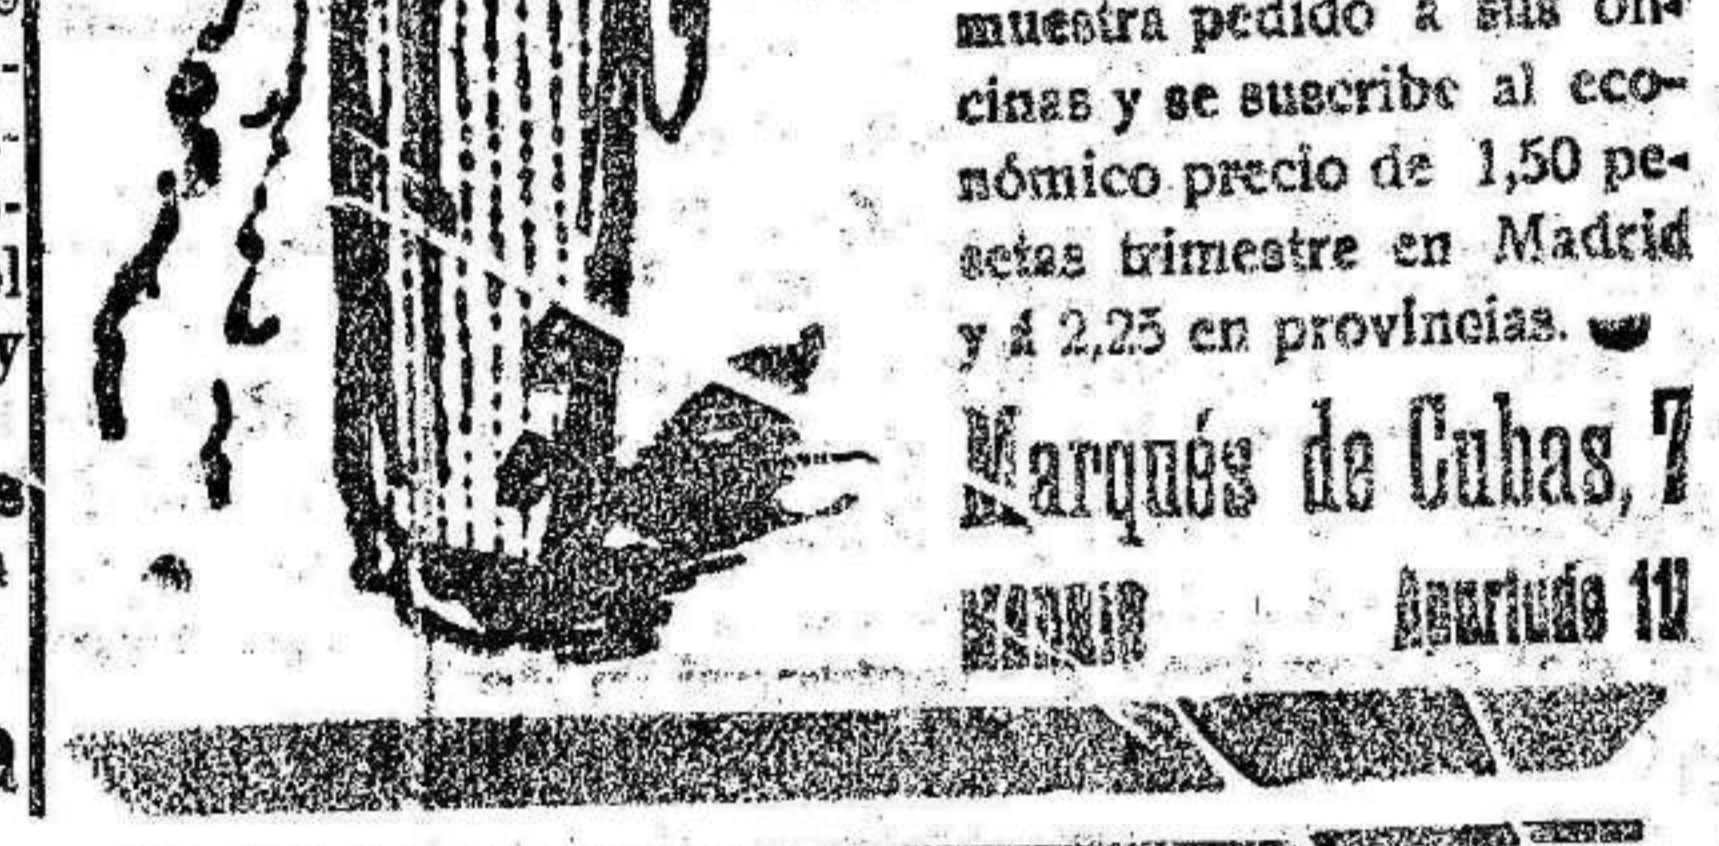 muestra pedido á sus ofi-
cinas y se suscribe al eco-
nómico precio de 1,50 pe-
setas trimestre en Madrid
y á 2,25 en provincias.
Marqués de Cubas, 7
MADRID Apartado